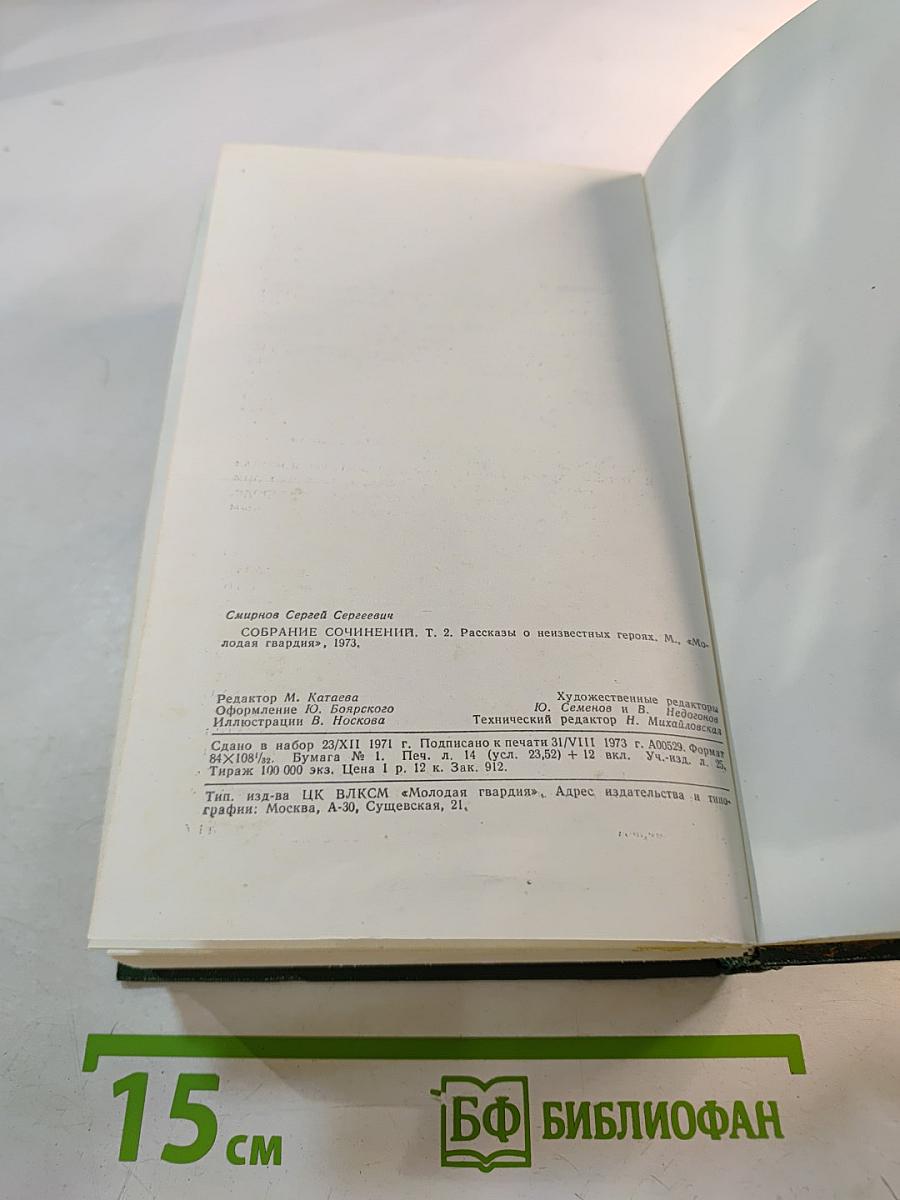 Смирнов Сергей Сергеевич
СОБРАНИЕ СОЧИНЕНИЙ. Т. 2. Рассказы о неизвестных героях. М., «Мо-
лодая гвардия», 1973.
Редактор М. Катаева
Оформление Ю. Боярского
Иллюстрации В. Носкова
Художественные редакторы
Ю. Семенов и В. Недогонов
Технический редактор Н. Михайловская
Сдано в набор 23/XII 1971 г. Подписано к печати 31/VIII 1973 г. А00529. Формат
84×108¹/₃₂. Бумага № 1. Печ. л. 14 (усл. 23,52) + 12 вкл. Уч.-изд. л. 25.
Тираж 100 000 экз. Цена 1 р. 12 к. Зак. 912.
Тип. изд-ва ЦК ВЛКСМ «Молодая гвардия». Адрес издательства и типо-
графии: Москва, А-30, Сущевская, 21.
15 см
БФ БИБЛИОФАН